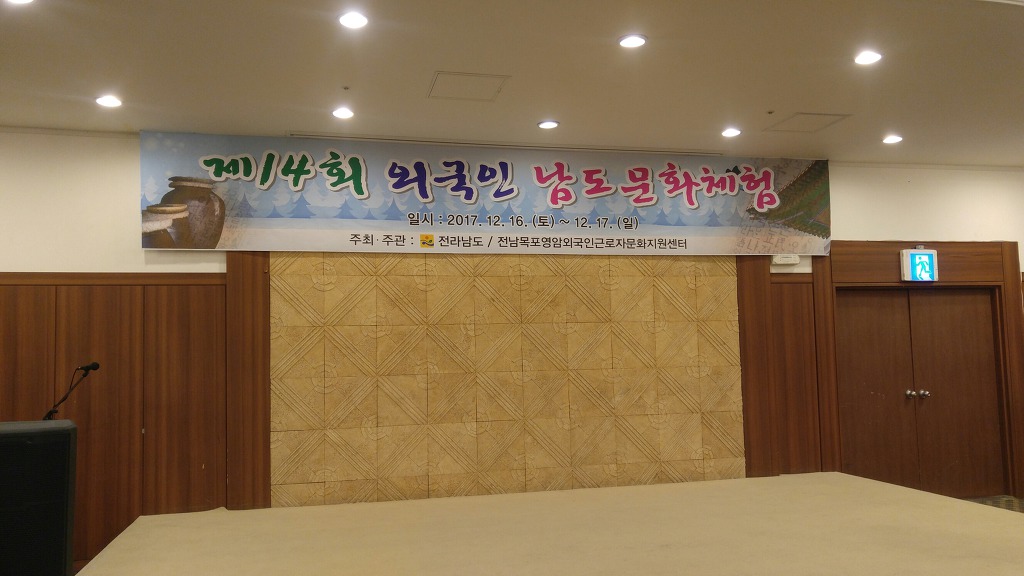 제14회 외국인 남도문화체험
일시 : 2017. 12. 16. (토) ~ 12. 17. (일)
주최·주관 : 전라남도 / 전남목포영암외국인근로자문화지원센터